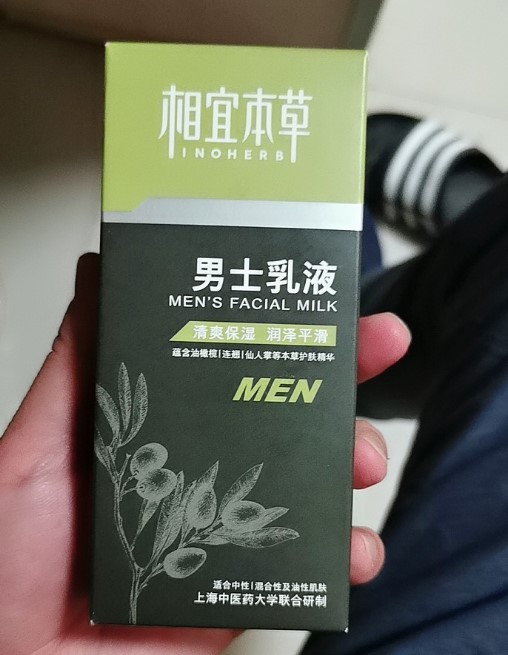 相宜本草
INOHERB
男士乳液
MEN'S FACIAL MILK
清爽保湿 润泽平滑
蕴含油橄榄|连翘|仙人掌等本草护肤精华
MEN
适合中性|混合性及油性肌肤
上海中医药大学联合研制